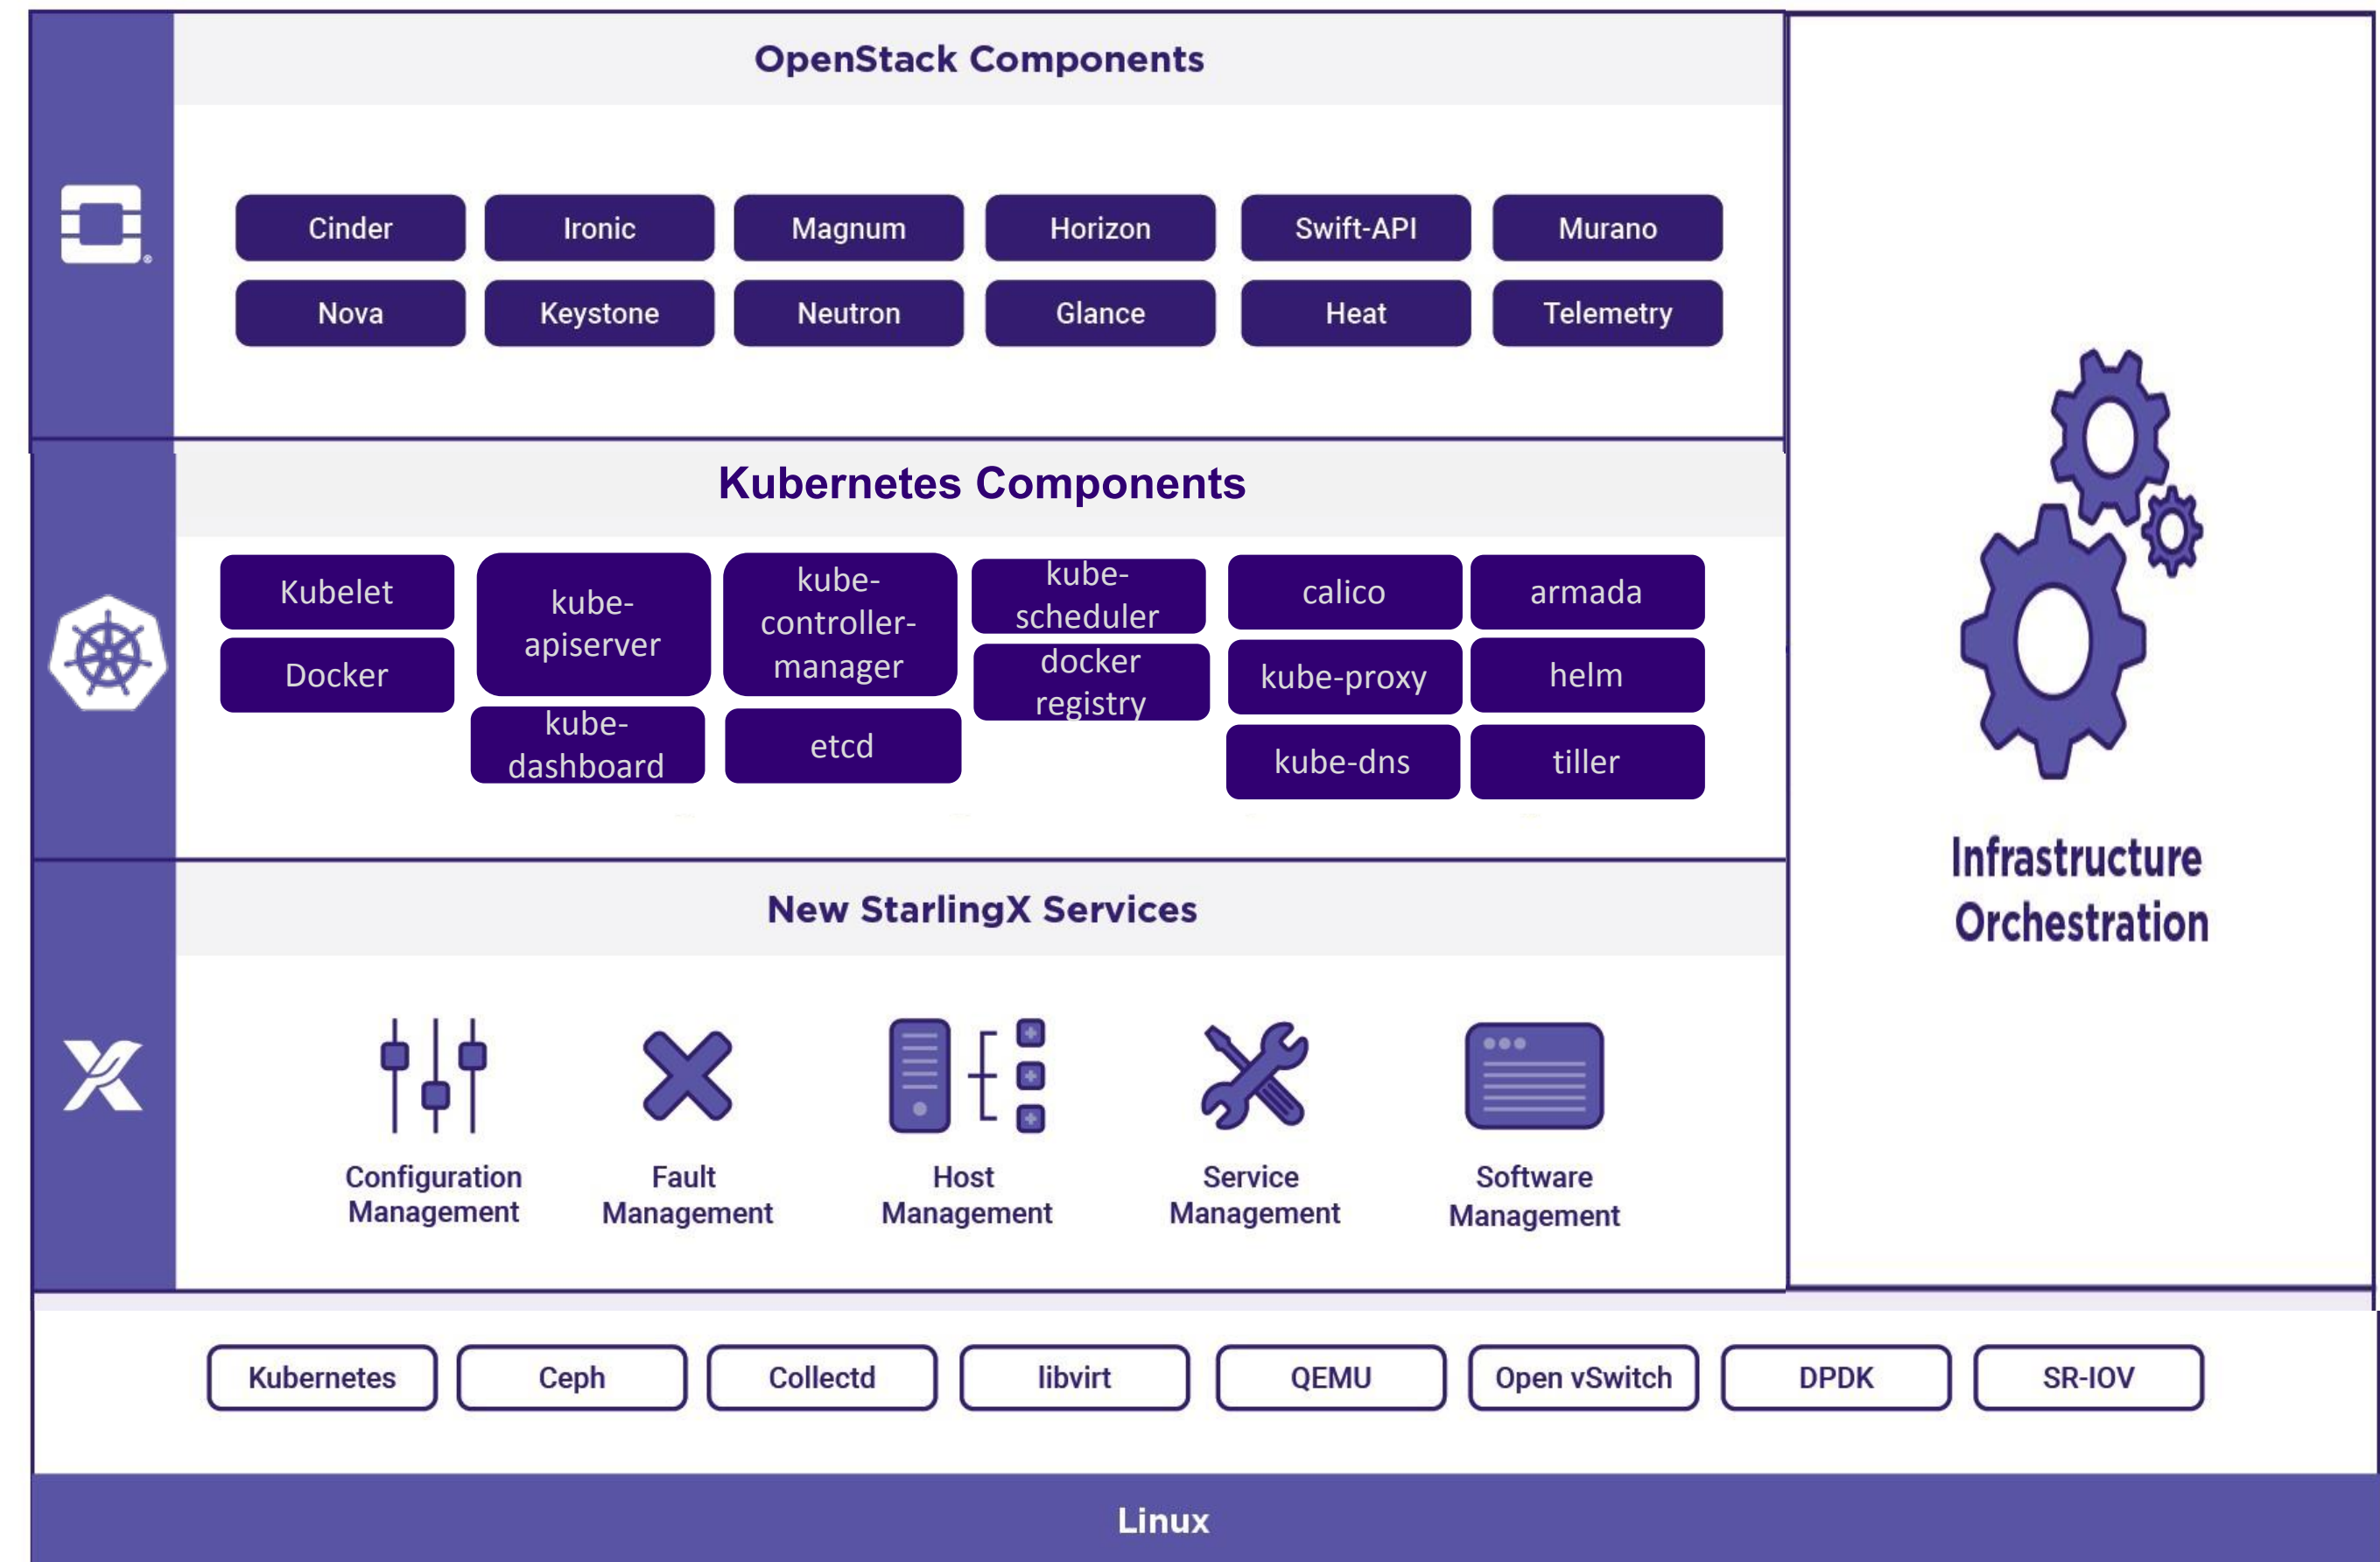 OpenStack Components
Cinder
Ironic
Magnum
Horizon
Swift-API
Murano
Nova
Keystone
Neutron
Glance
Heat
Telemetry
®
Kubernetes Components
Kubelet
kube-
apiserver
kube-
controller-
manager
kube-
scheduler
calico
armada
Docker
docker
registry
kube-proxy
helm
kube-
dashboard
etcd
kube-dns
tiller
New StarlingX Services
Configuration
Management
Fault
Management
Host
Management
Service
Management
Software
Management
Infrastructure
Orchestration
Kubernetes
Ceph
Collectd
libvirt
QEMU
Open vSwitch
DPDK
SR-IOV
Linux